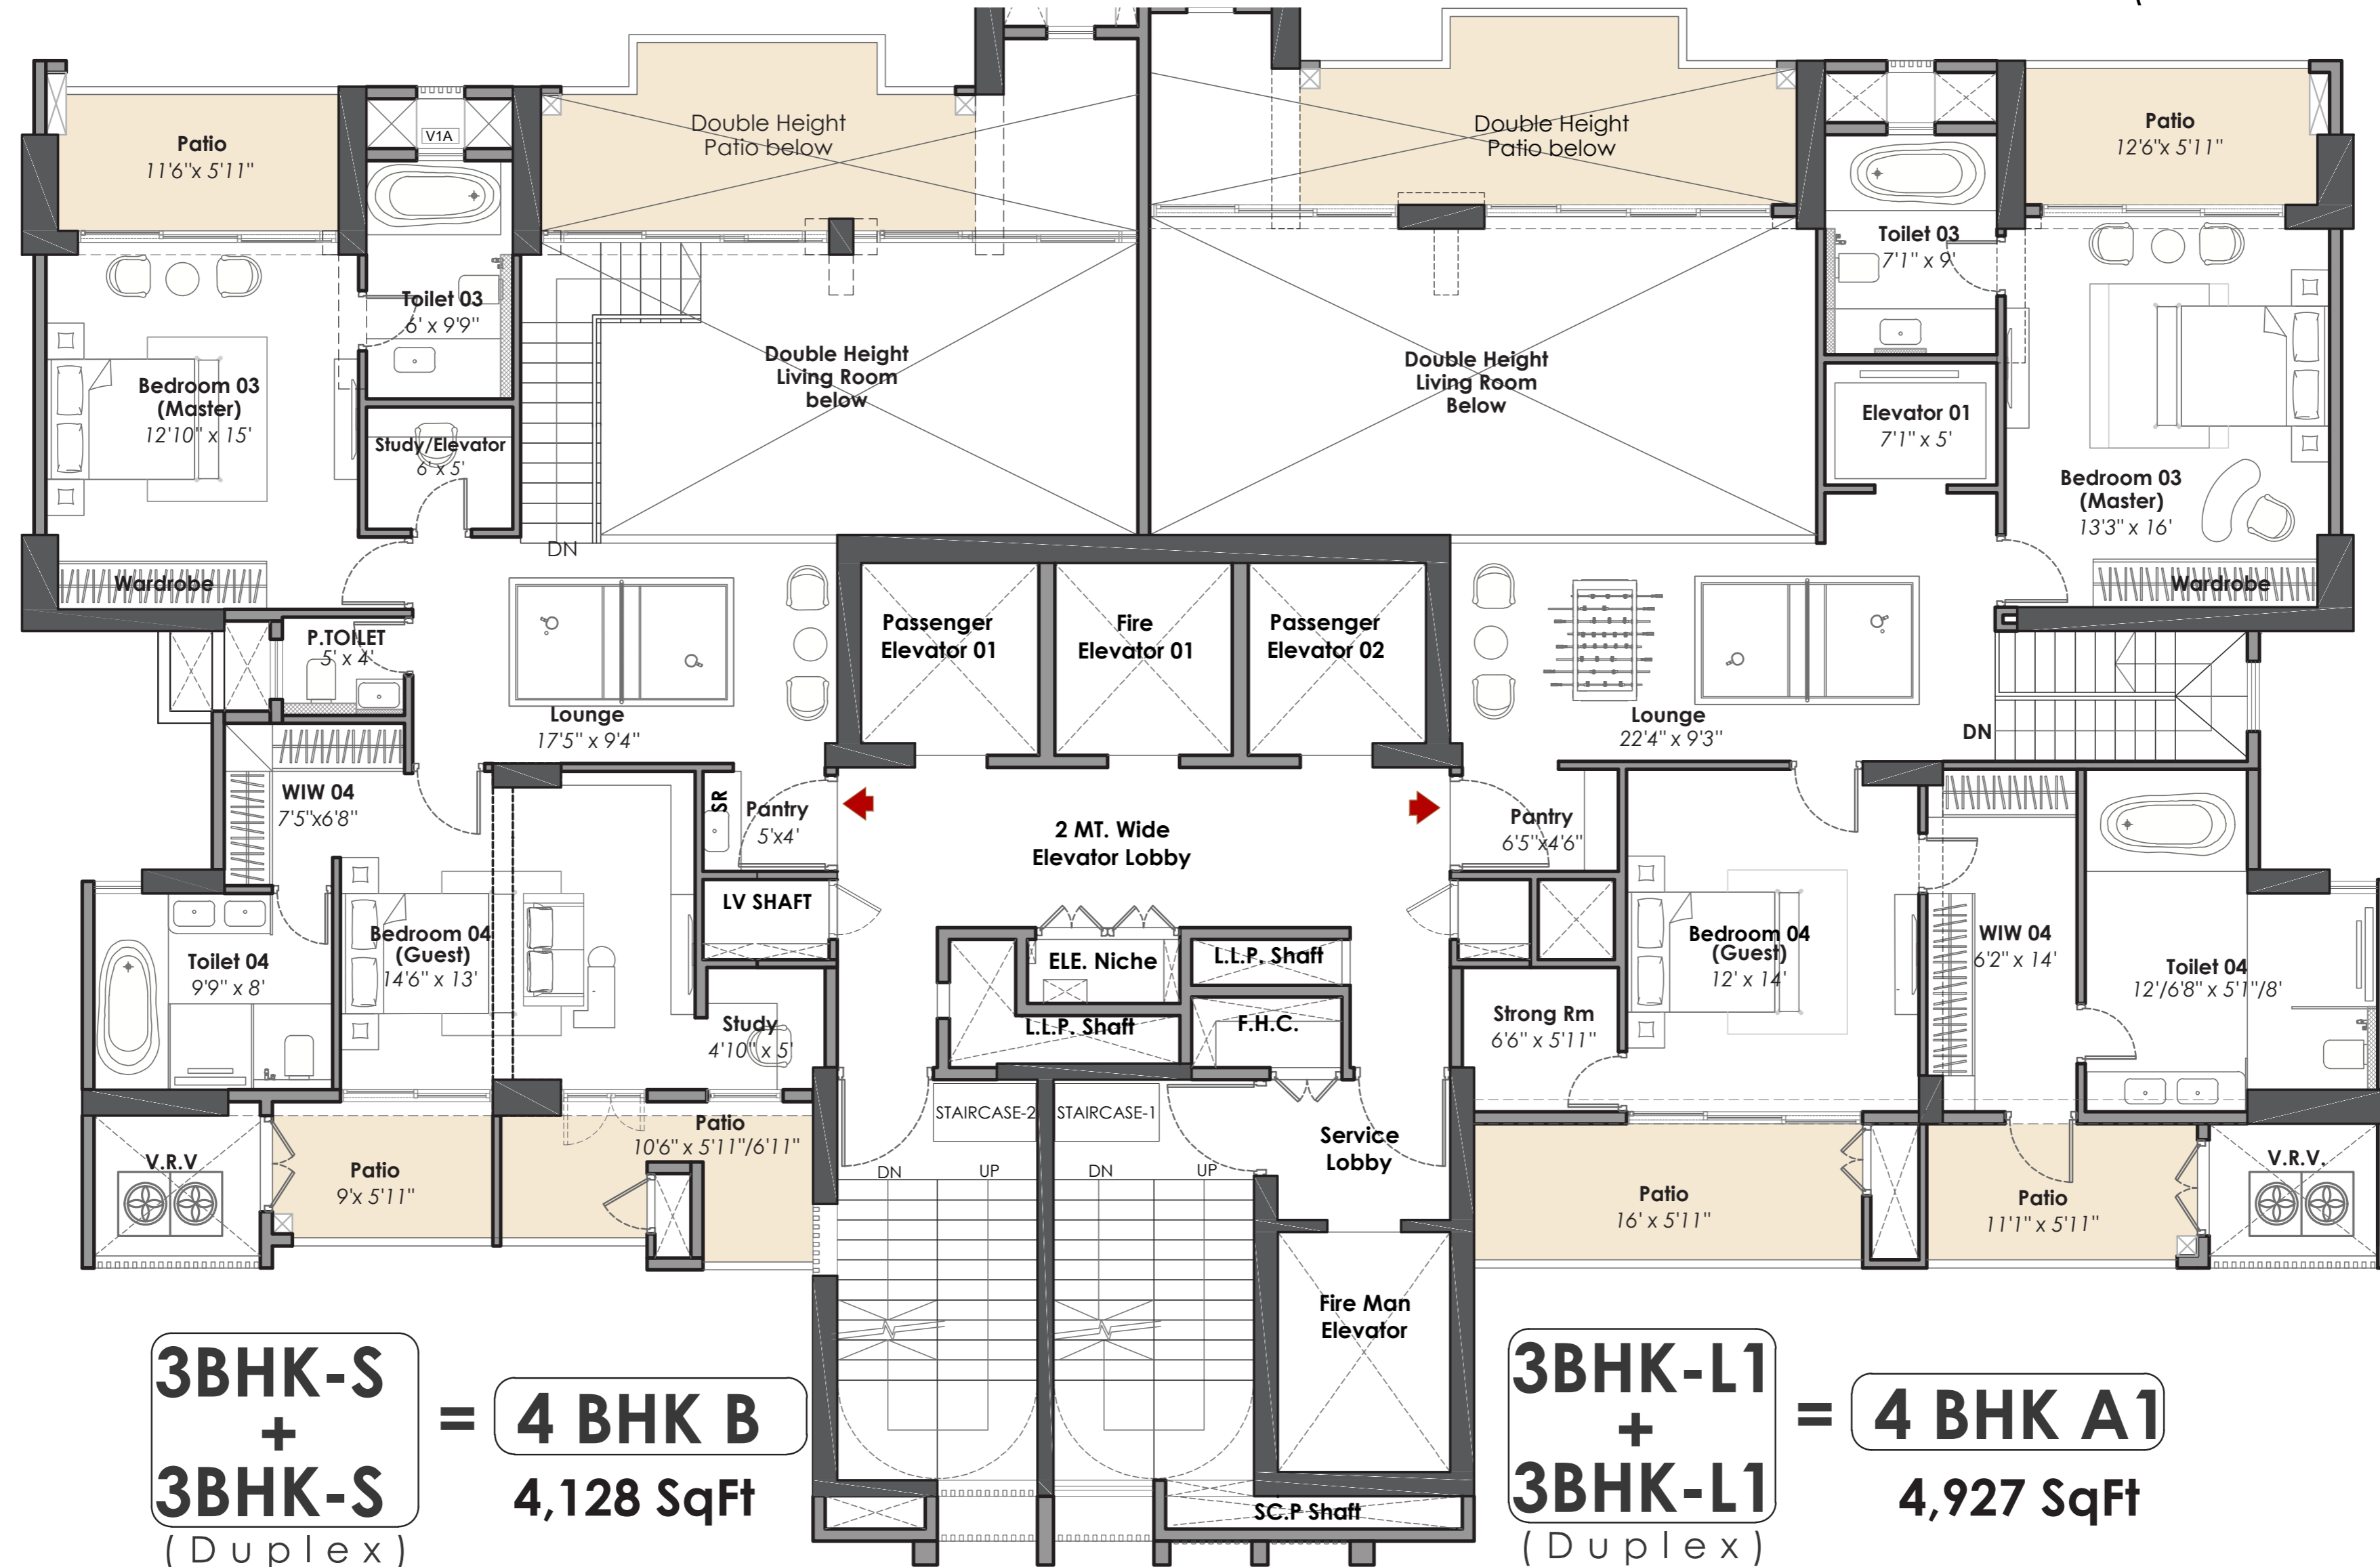 Patio
11'6"x 5'11"
V1A
Toilet 03
6' x 9'9"
Double Height
Patio below
Double Height
Living Room
below
Bedroom 03
(Master)
12'10" x 15'
Study/Elevator
6' x 5'
Wardrobe
DN
P.TOILET
5' x 4'
Lounge
17'5" x 9'4"
WIW 04
7'5"x6'8"
SR
Pantry
5'x4'
LV SHAFT
Toilet 04
9'9" x 8'
Bedroom 04
(Guest)
14'6" x 13'
Study
4'10" x 5'
V.R.V
Patio
9'x 5'11"
Patio
10'6" x 5'11"/6'11"
Passenger
Elevator 01
Fire
Elevator 01
Passenger
Elevator 02
2 MT. Wide
Elevator Lobby
ELE. Niche
L.L.P. Shaft
L.L.P. Shaft
F.H.C.
STAIRCASE-2
STAIRCASE-1
DN
UP
DN
UP
Service
Lobby
Fire Man
Elevator
SC.P Shaft
Double Height
Patio below
Double Height
Living Room
Below
Toilet 03
7'1" x 9'
Patio
12'6"x 5'11"
Elevator 01
7'1" x 5'
Bedroom 03
(Master)
13'3" x 16'
Wardrobe
Lounge
22'4" x 9'3"
DN
Pantry
6'5"x4'6"
Bedroom 04
(Guest)
12' x 14'
WIW 04
6'2" x 14'
Toilet 04
12'/6'8" x 5'1"/8'
Strong Rm
6'6" x 5'11"
Patio
16' x 5'11"
Patio
11'1" x 5'11"
V.R.V.
3BHK-S
+
3BHK-S
(Duplex)
=
4 BHK B
4,128 SqFt
3BHK-L1
+
3BHK-L1
(Duplex)
=
4 BHK A1
4,927 SqFt